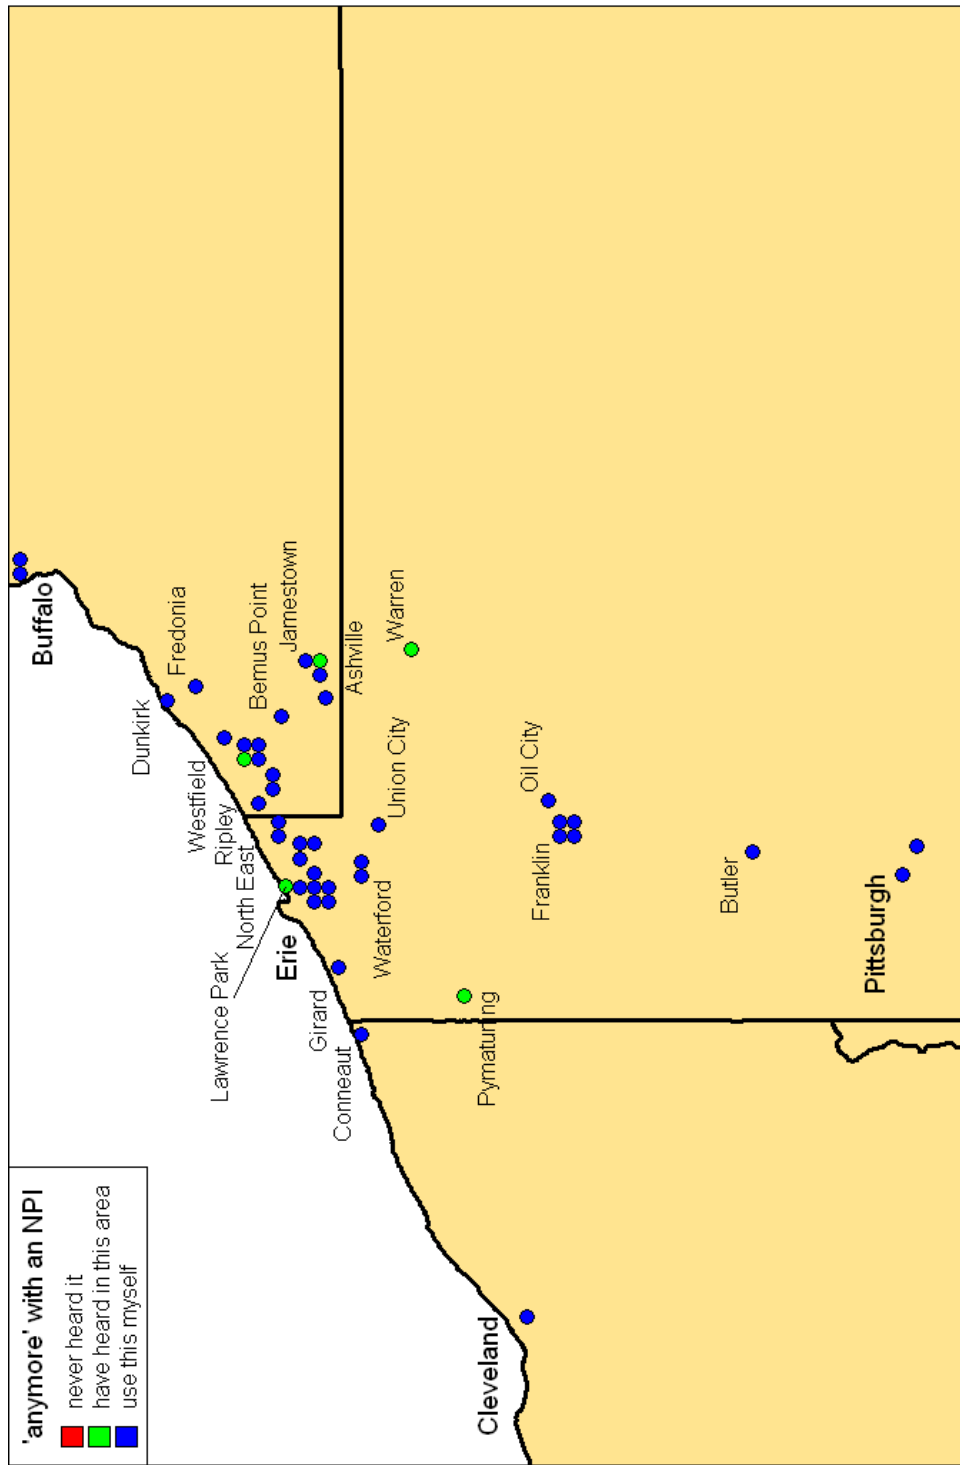 'anymore' with an NPI
never heard it
have heard in this area
use this myself
Buffalo
Dunkirk
Fredonia
Westfield
Ripley
North East
Bemus Point
Jamestown
Ashville
Lawrence Park
Erie
Girard
Conneaut
Waterford
Union City
Warren
Pymatuning
Cleveland
Franklin
Oil City
Butler
Pittsburgh